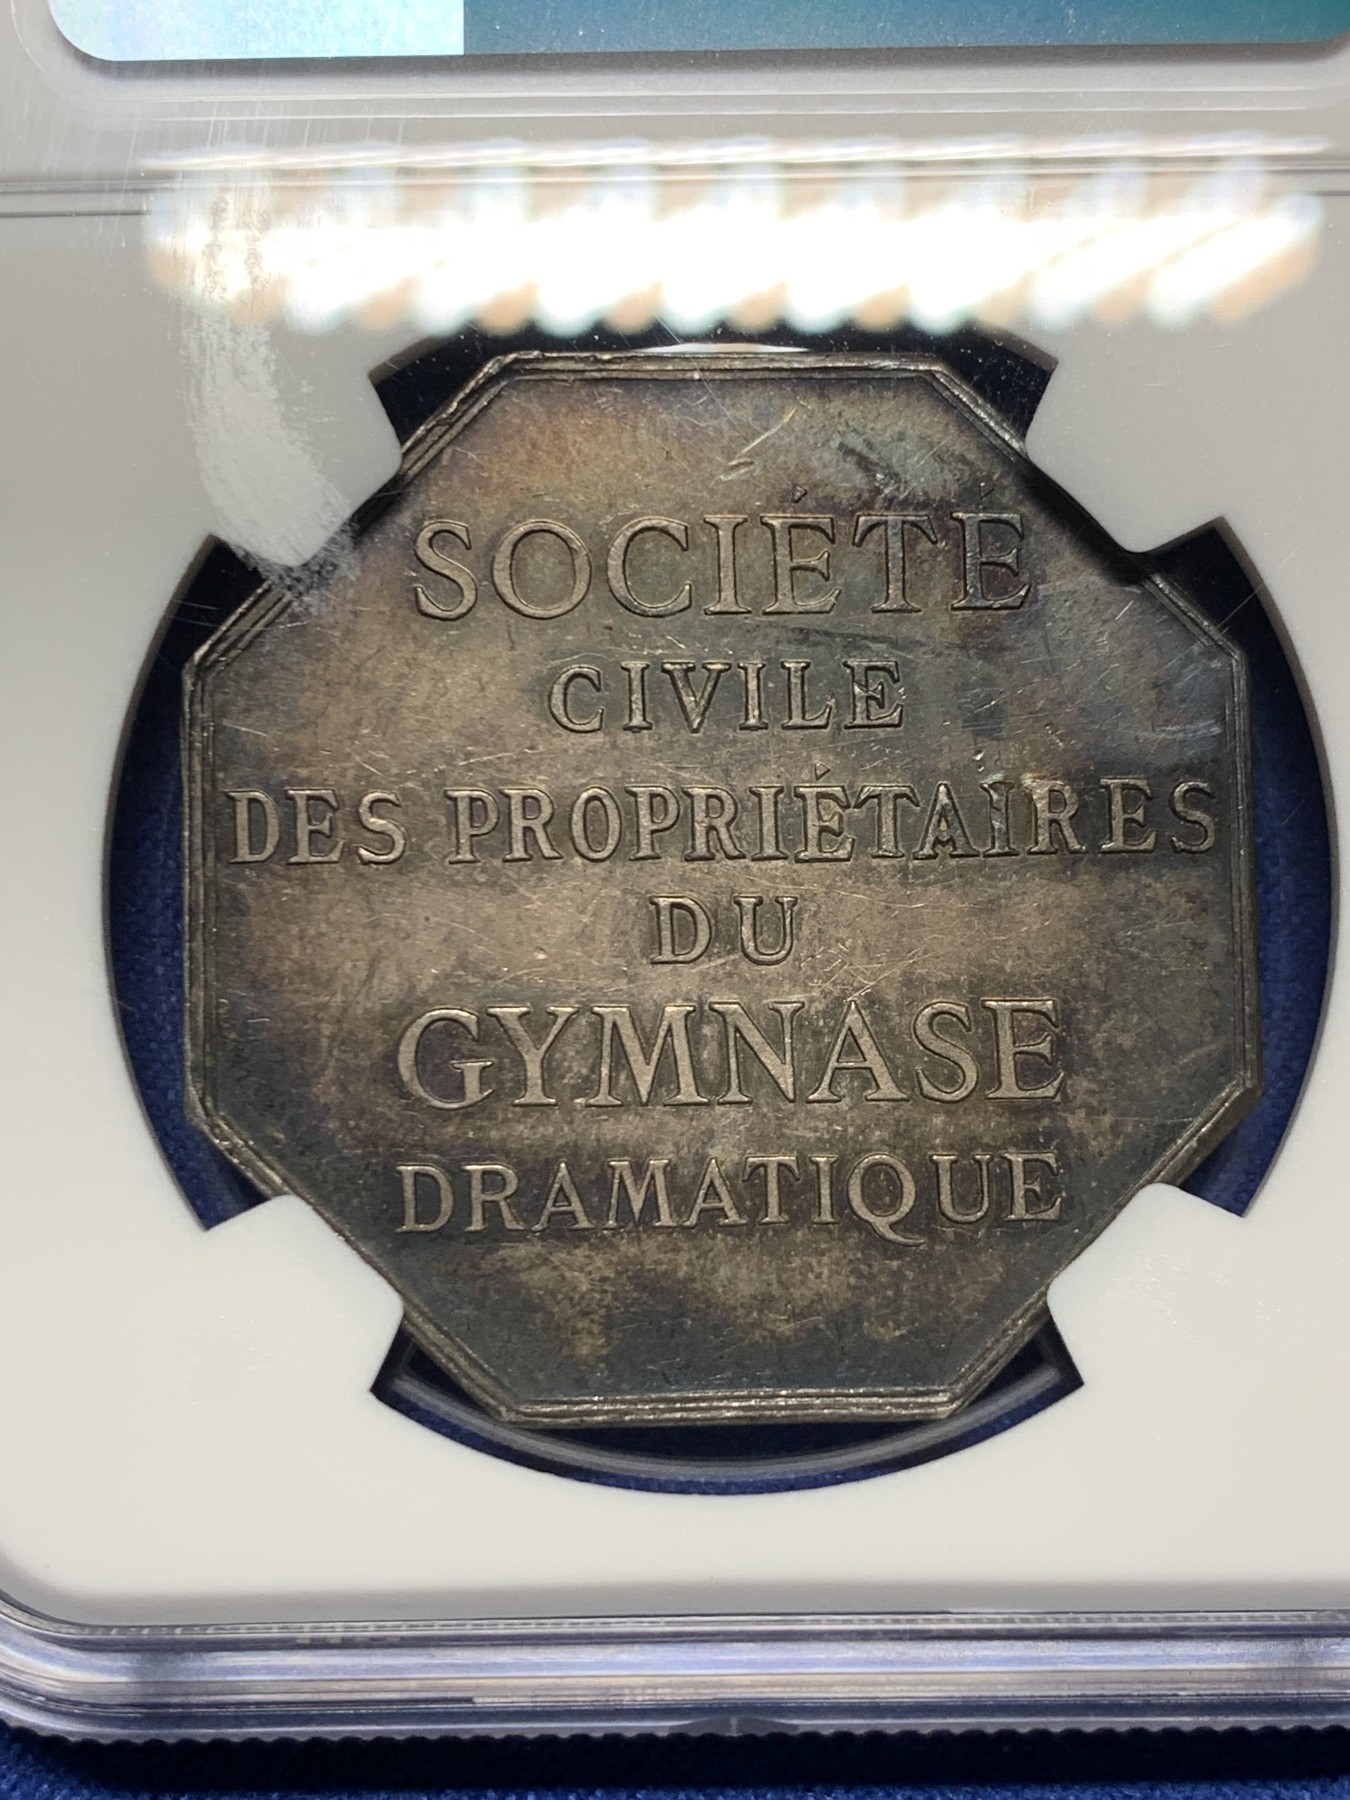 SOCIÉTÉ
CIVILE
DES PROPRIÉTAIRES
DU
GYMNASE
DRAMATIQUE